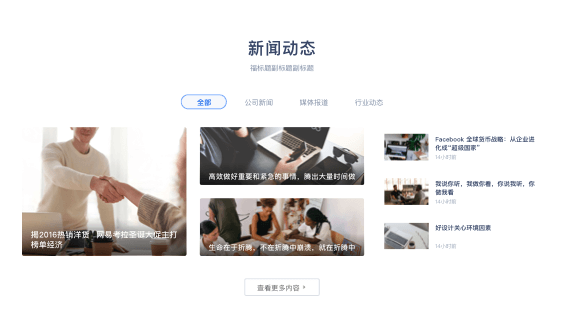 新闻动态
福标题副标题副标题
全部
公司新闻
媒体报道
行业动态
揭2016热销洋货 网易考拉圣诞大促主打
榜单经济
高效做好重要和紧急的事情，腾出大量时间做
生命在于折腾，不在折腾中崩溃，就在折腾中
Facebook 全球货币战略：从企业进
化成“超级国家”
14小时前
我说你听，我做你看，你说我听，你
做我看
14小时前
好设计关心环境因素
14小时前
查看更多内容 >